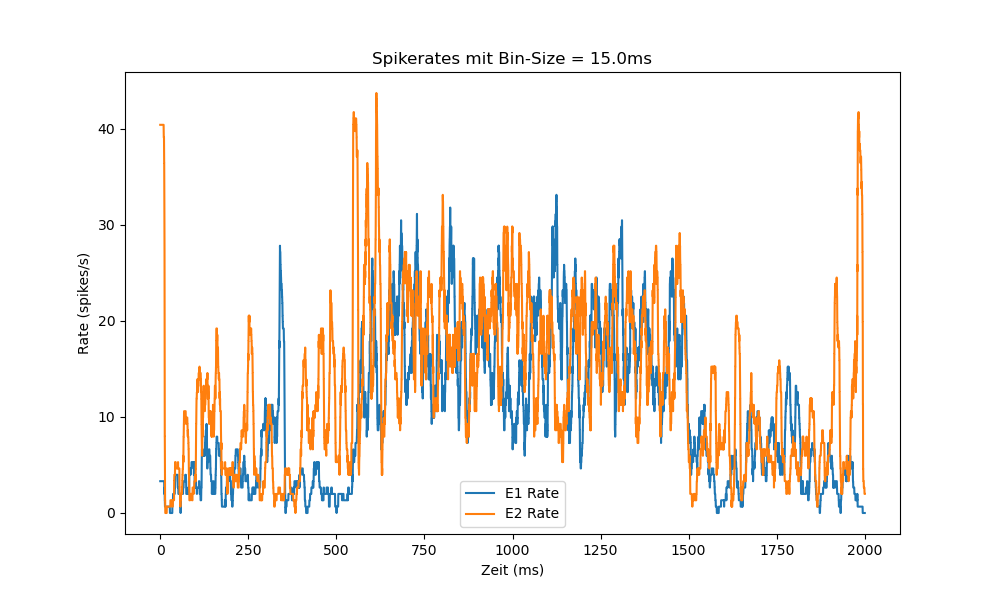 Spikerates mit Bin-Size = 15.0ms
Rate (spikes/s)
40
30
20
10
0
E1 Rate
E2 Rate
0 250 500 750 1000 1250 1500 1750 2000
Zeit (ms)